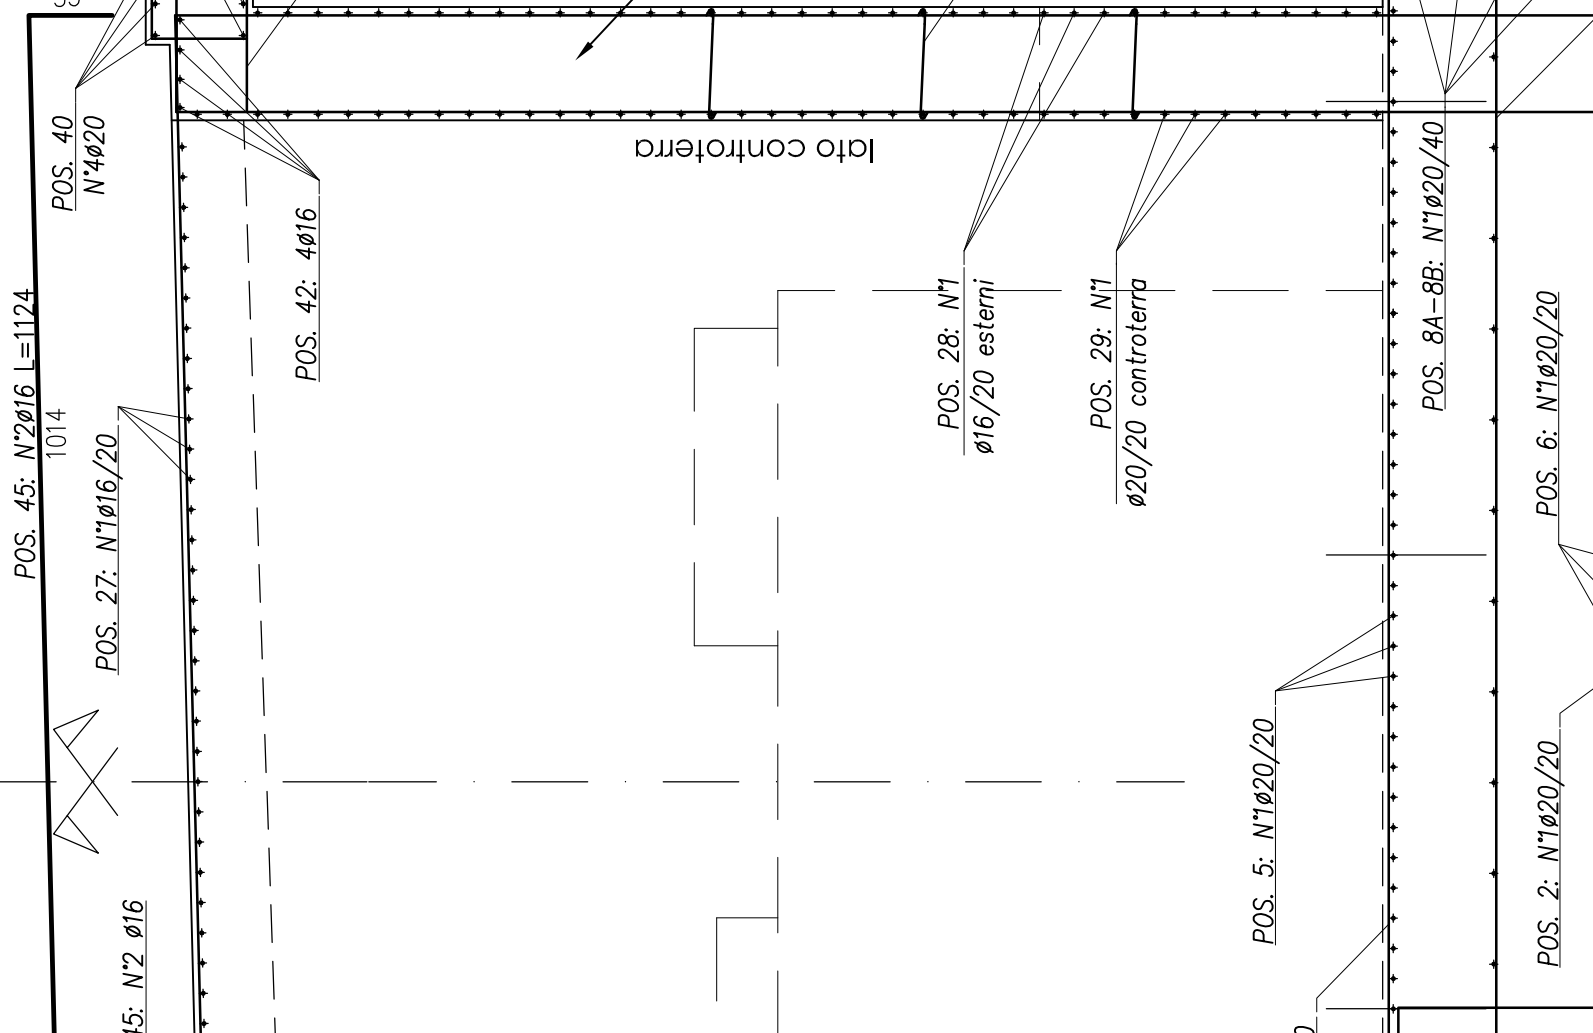 POS. 40
N°4ø20
POS. 45: N°2ø16 L=1124
1014
POS. 27: N°1ø16/20
POS. 42: 4ø16
lato controterra
POS. 28: N°1
ø16/20 esterni
POS. 29: N°1
ø20/20 controterra
POS. 8A-8B: N°1ø20/40
POS. 6: N°1ø20/20
POS. 5: N°1ø20/20
POS. 2: N°1ø20/20
45: N°2 ø16